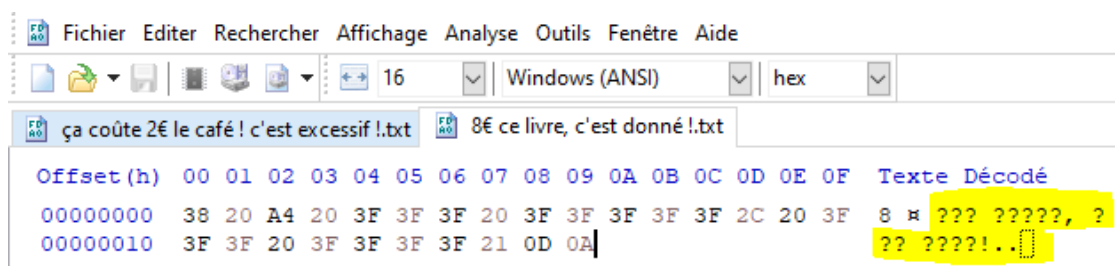 Fichier Editer Rechercher Affichage Analyse Outils Fenêtre Aide
16 Windows (ANSI) hex
ça coûte 2€ le café ! c'est excessif !.txt 8€ ce livre, c'est donné !.txt
Offset(h) 00 01 02 03 04 05 06 07 08 09 0A 0B 0C 0D 0E 0F Texte Décodé
00000000 38 20 A4 20 3F 3F 3F 20 3F 3F 3F 3F 3F 2C 20 3F 8 ¤ ??? ?????, ?
00000010 3F 3F 20 3F 3F 3F 3F 21 0D 0A ?? ????!..